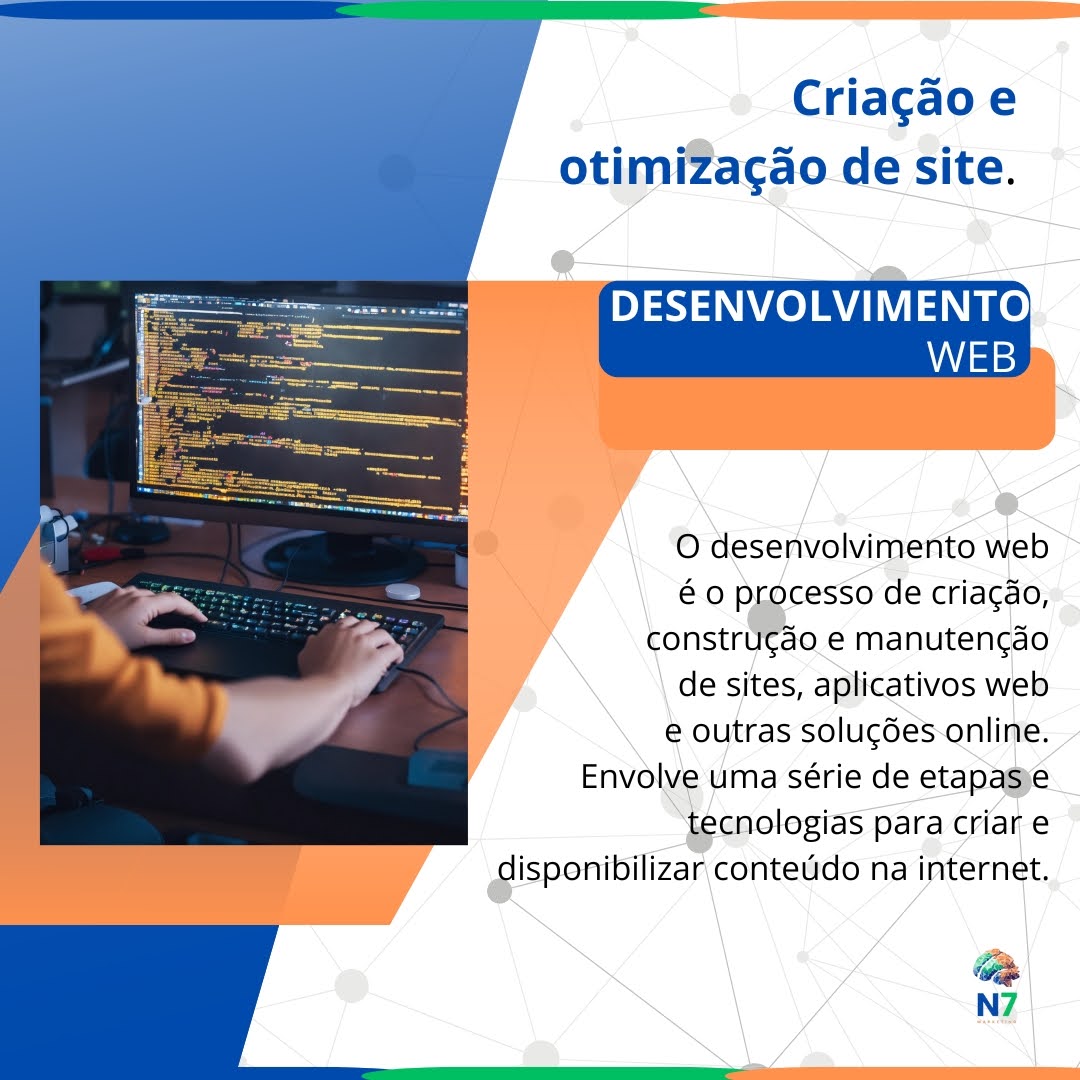 Criação e
otimização de site.
DESENVOLVIMENTO
WEB
O desenvolvimento web
é o processo de criação,
construção e manutenção
de sites, aplicativos web
e outras soluções online.
Envolve uma série de etapas e
tecnologias para criar e
disponibilizar conteúdo na internet.
N7
MARKETING